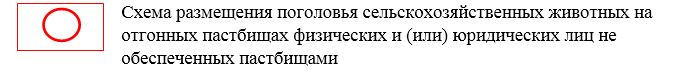 Схема размещения поголовья сельскохозяйственных животных на
отгонных пастбищах физических и (или) юридических лиц не
обеспеченных пастбищами